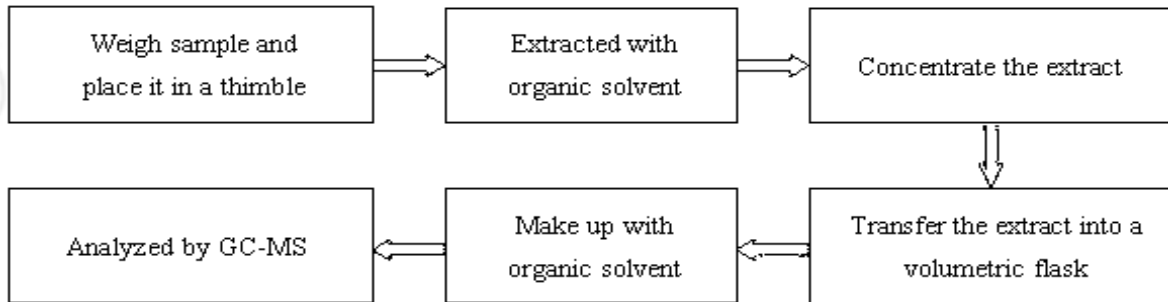 Weigh sample and
place it in a thimble
Extracted with
organic solvent
Concentrate the extract
Transfer the extract into a
volumetric flask
Make up with
organic solvent
Analyzed by GC-MS